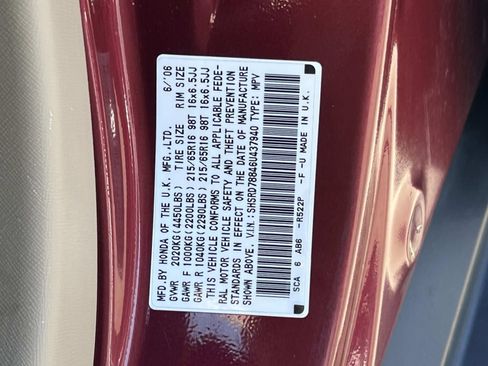 MFD.BY HONDA OF THE U.K. MFG.,LTD. 6/'06
GVWR 2020KG(4450LBS) TIRE SIZE RIM SIZE
GAWR F 1000KG(2200LBS) 215/65R16 98T 16x6.5JJ
GAWR R 1040KG(2290LBS) 215/65R16 98T 16x6.5JJ
THIS VEHICLE CONFORMS TO ALL APPLICABLE FEDE-
RAL MOTOR VEHICLE SAFETY AND THEFT PREVENTION
STANDARDS IN EFFECT ON THE DATE OF MANUFACTURE
SHOWN ABOVE. V!N: SHSRD78846U437940 TYPE: MPV
SCA 6 AB6 -R522P -F -U MADE IN U.K.